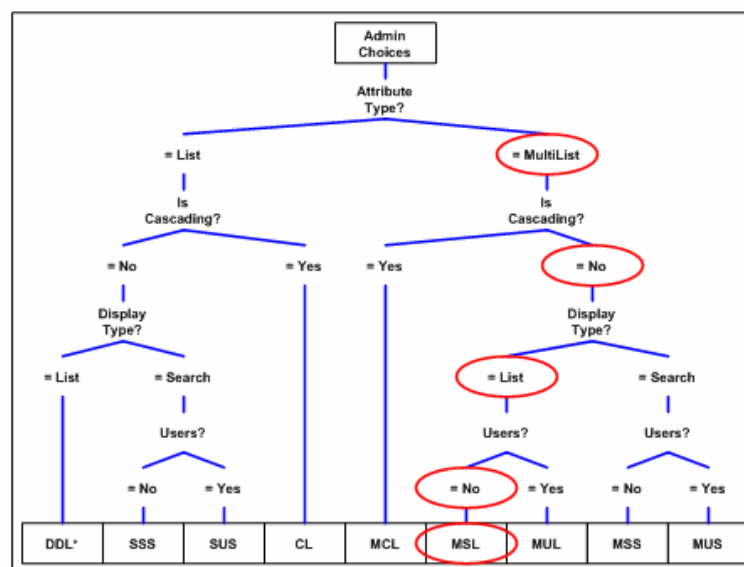 Admin
Choices
Attribute
Type?
= List
= MultiList
Is
Cascading?
Is
Cascading?
= No
= Yes
= Yes
= No
Display
Type?
Display
Type?
= List
= Search
= List
= Search
Users?
Users?
Users?
= No
= Yes
= No
= Yes
= No
= Yes
DDL*
SSS
SUS
CL
MCL
MSL
MUL
MSS
MUS